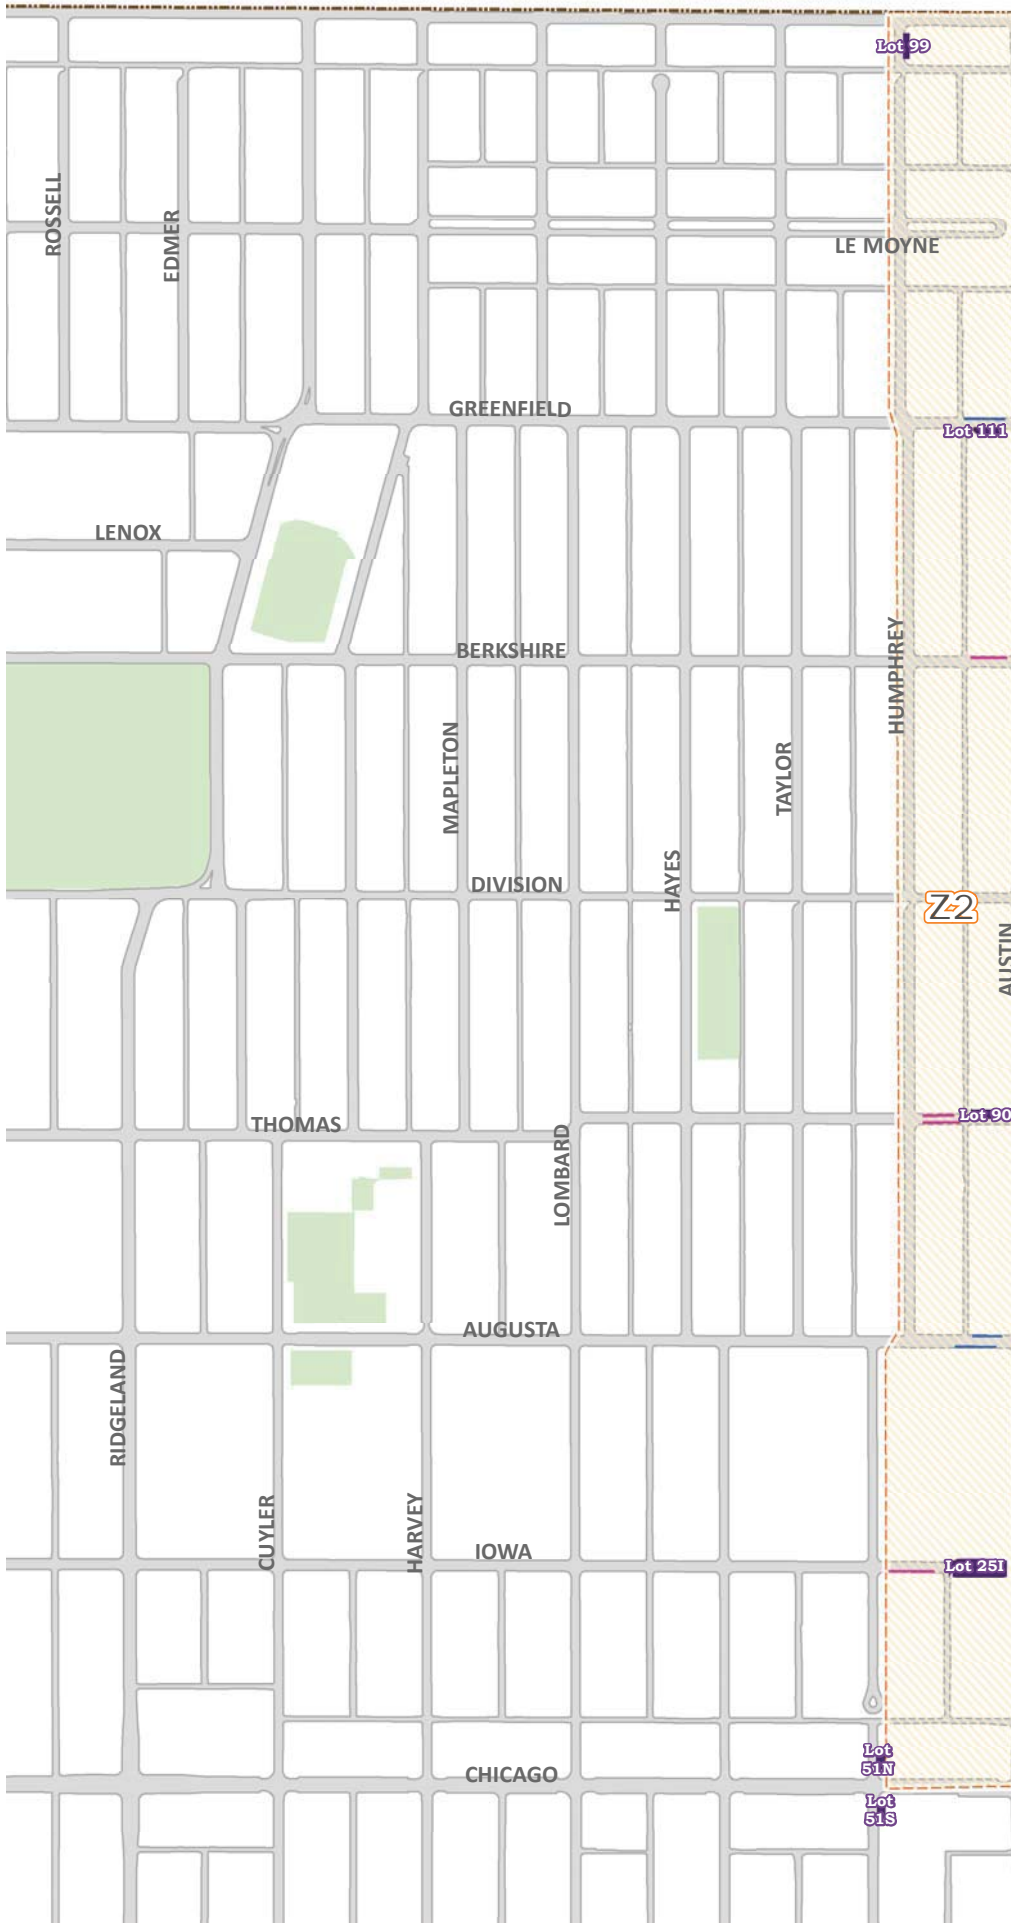 Lot 99
ROSSELL
EDMER
LE MOYNE
GREENFIELD
Lot 111
LENOX
BERKSHIRE
HUMPHREY
MAPLETON
TAYLOR
DIVISION
HAYES
Z2
AUSTIN
Lot 90
THOMAS
LOMBARD
AUGUSTA
RIDGELAND
CUYLER
HARVEY
IOWA
Lot 25I
Lot
51N
CHICAGO
Lot
51S